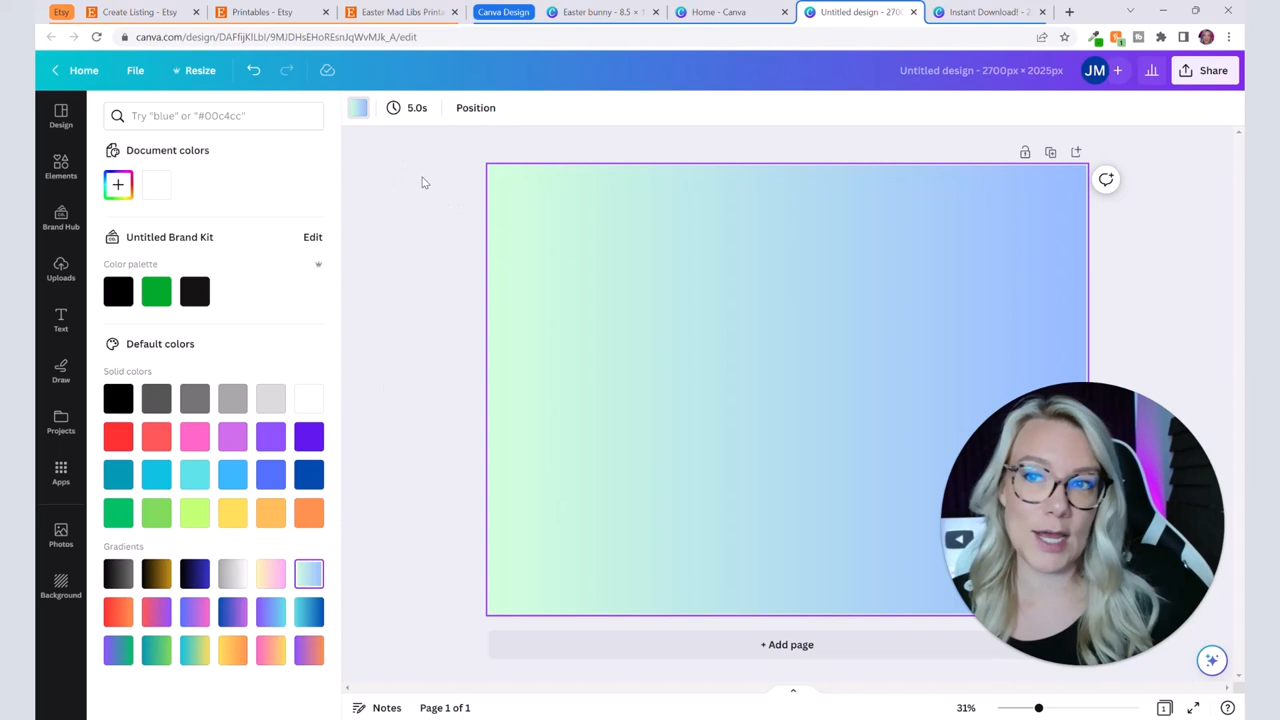 Etsy
Create Listing - Etsy
Printables - Etsy
Easter Mad Libs Printa
Canva Design
Easter bunny - 8.5 × 1
Home - Canva
Untitled design - 2700
Instant Download! - 2
canva.com/design/DAFfijKlLbI/9MJDHsEHoREsnJqWvMJk_A/edit
Home
File
Resize
Untitled design - 2700px × 2025px
JM
Share
Design
Try "blue" or "#00c4cc"
5.0s
Position
Document colors
Elements
Brand Hub
Untitled Brand Kit
Edit
Color palette
Uploads
Text
Default colors
Solid colors
Draw
Projects
Apps
Photos
Gradients
Background
+ Add page
Notes
Page 1 of 1
31%
1